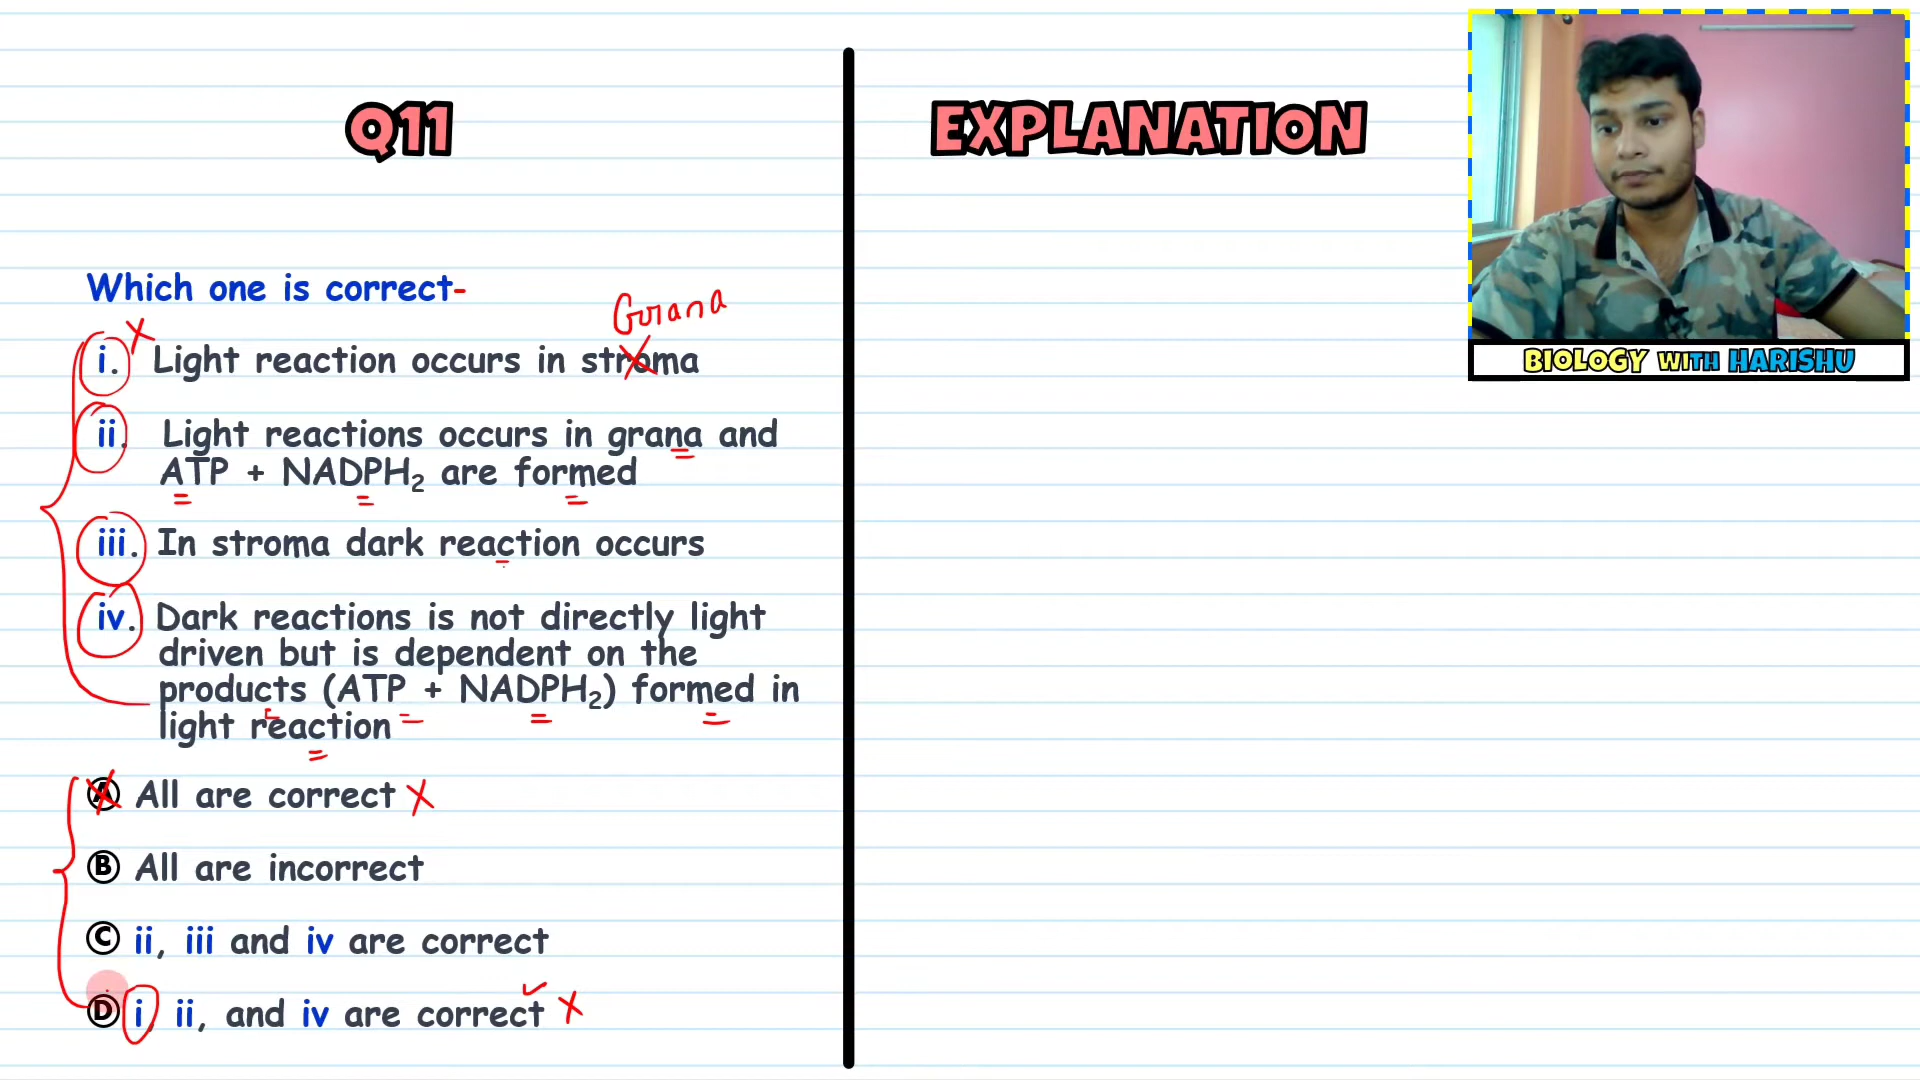 Q11
EXPLANATION
BIOLOGY WITH HARISHU
Which one is correct-
Grana
i. Light reaction occurs in stroma
ii. Light reactions occurs in grana and
ATP + NADPH₂ are formed
iii. In stroma dark reaction occurs
iv. Dark reactions is not directly light
driven but is dependent on the
products (ATP + NADPH₂) formed in
light reaction
Ⓐ All are correct
Ⓑ All are incorrect
Ⓒ ii, iii and iv are correct
Ⓓ i, ii, and iv are correct